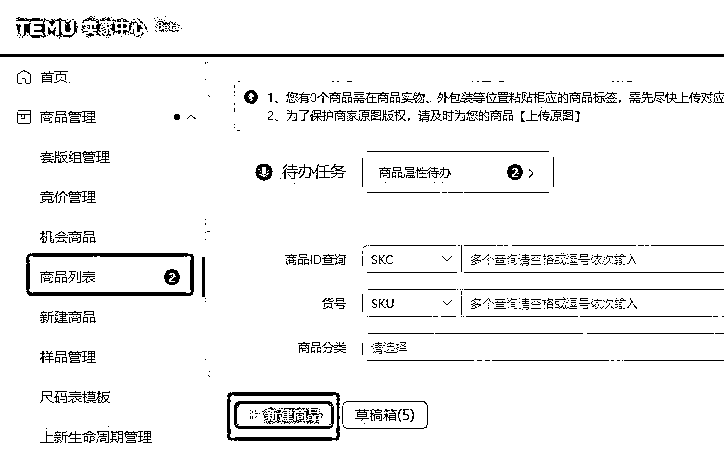 TEMU 卖家中心 Beta
首页
商品管理
套版组管理
竞价管理
机会商品
商品列表 2
新建商品
样品管理
尺码表模板
上新生命周期管理
1、您有0个商品需在商品实物、外包装等位置粘贴相应的商品标签，需先尽快上传对应
2、为了保护商家原图版权，请及时为您的商品【上传原图】
待办任务
商品属性待办 2 >
商品ID查询 SKC 多个查询请空格或逗号依次输入
货号 SKU 多个查询请空格或逗号依次输入
商品分类 请选择
+ 新建商品
草稿箱(5)